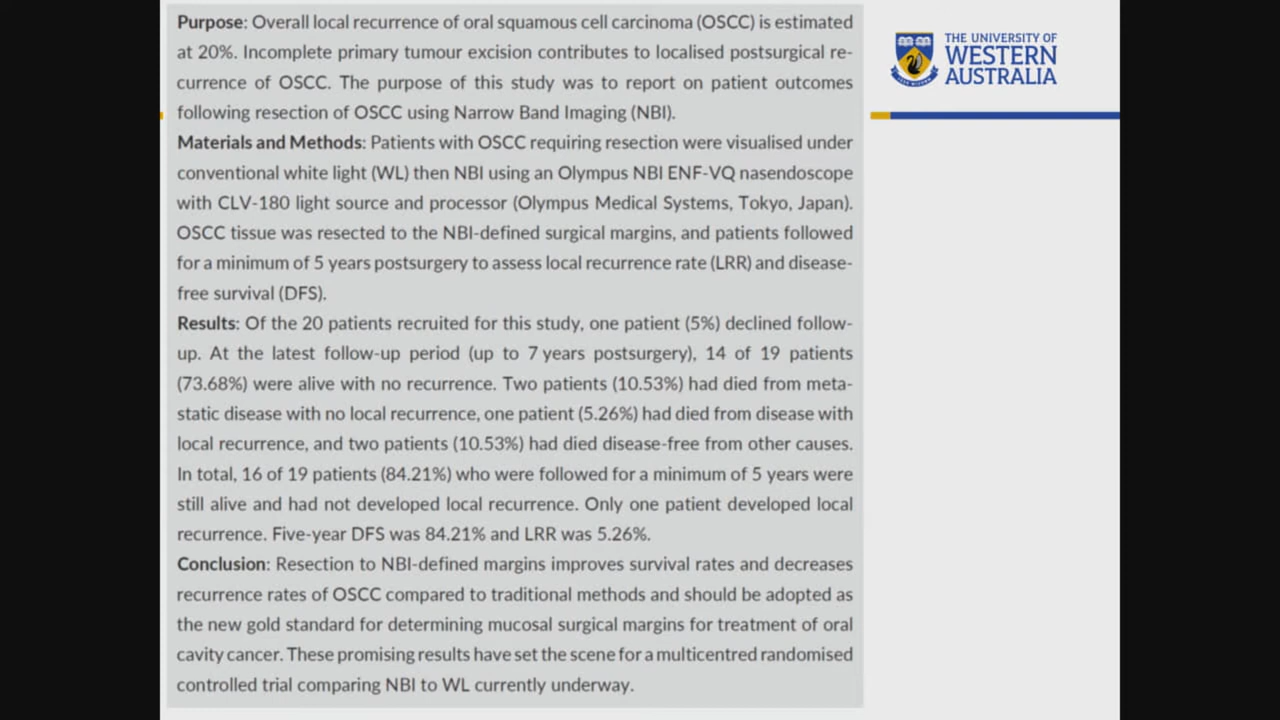 Purpose: Overall local recurrence of oral squamous cell carcinoma (OSCC) is estimated
at 20%. Incomplete primary tumour excision contributes to localised postsurgical re-
currence of OSCC. The purpose of this study was to report on patient outcomes
following resection of OSCC using Narrow Band Imaging (NBI).
Materials and Methods: Patients with OSCC requiring resection were visualised under
conventional white light (WL) then NBI using an Olympus NBI ENF-VQ nasendoscope
with CLV-180 light source and processor (Olympus Medical Systems, Tokyo, Japan).
OSCC tissue was resected to the NBI-defined surgical margins, and patients followed
for a minimum of 5 years postsurgery to assess local recurrence rate (LRR) and disease-
free survival (DFS).
Results: Of the 20 patients recruited for this study, one patient (5%) declined follow-
up. At the latest follow-up period (up to 7 years postsurgery), 14 of 19 patients
(73.68%) were alive with no recurrence. Two patients (10.53%) had died from meta-
static disease with no local recurrence, one patient (5.26%) had died from disease with
local recurrence, and two patients (10.53%) had died disease-free from other causes.
In total, 16 of 19 patients (84.21%) who were followed for a minimum of 5 years were
still alive and had not developed local recurrence. Only one patient developed local
recurrence. Five-year DFS was 84.21% and LRR was 5.26%.
Conclusion: Resection to NBI-defined margins improves survival rates and decreases
recurrence rates of OSCC compared to traditional methods and should be adopted as
the new gold standard for determining mucosal surgical margins for treatment of oral
cavity cancer. These promising results have set the scene for a multicentred randomised
controlled trial comparing NBI to WL currently underway.
THE UNIVERSITY OF
WESTERN
AUSTRALIA